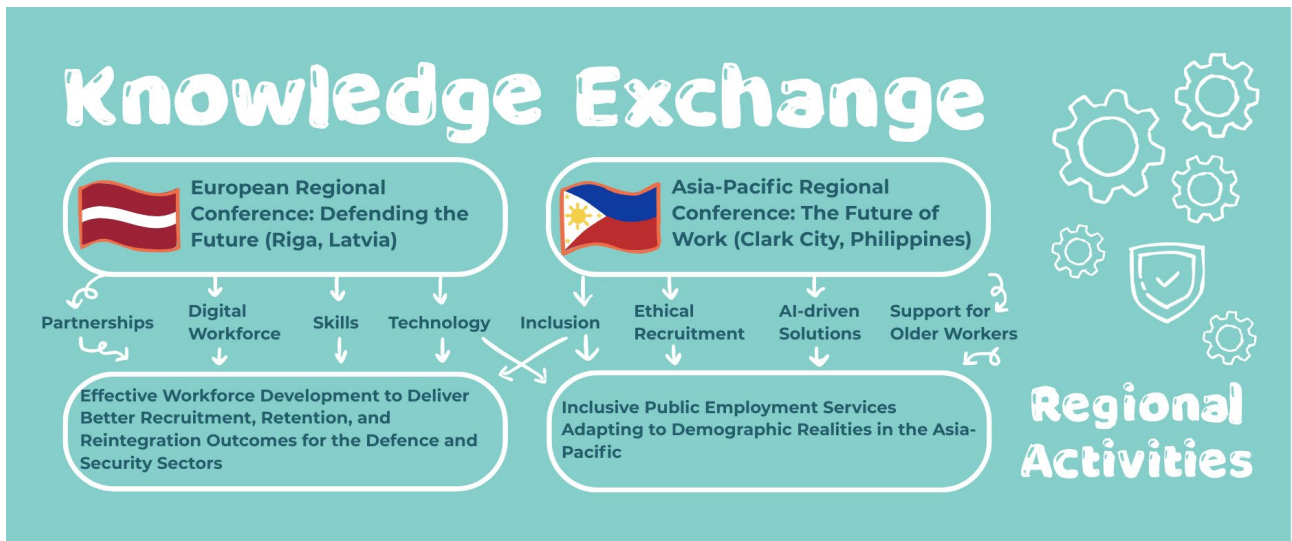 Knowledge Exchange
European Regional
Conference: Defending the
Future (Riga, Latvia)
Asia-Pacific Regional
Conference: The Future of
Work (Clark City, Philippines)
Partnerships
Digital
Workforce
Skills
Technology
Inclusion
Ethical
Recruitment
AI-driven
Solutions
Support for
Older Workers
Effective Workforce Development to Deliver
Better Recruitment, Retention, and
Reintegration Outcomes for the Defence and
Security Sectors
Inclusive Public Employment Services
Adapting to Demographic Realities in the Asia-
Pacific
Regional
Activities